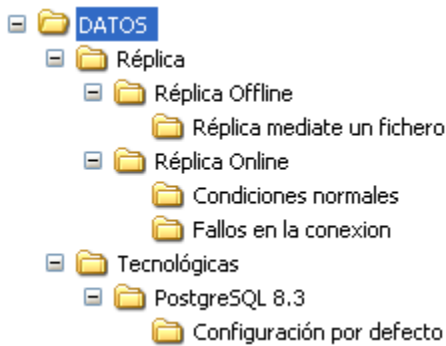 DATOS
Réplica
Réplica Offline
Réplica mediate un fichero
Réplica Online
Condiciones normales
Fallos en la conexion
Tecnológicas
PostgreSQL 8.3
Configuración por defecto